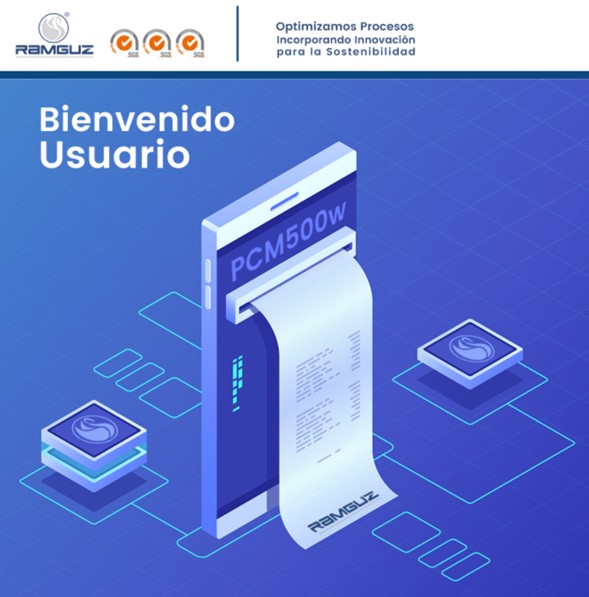 RAMGUZ
®
SGS SGS SGS
Optimizamos Procesos
Incorporando Innovación
para la Sostenibilidad
Bienvenido
Usuario
PCM500w
RAMGUZ